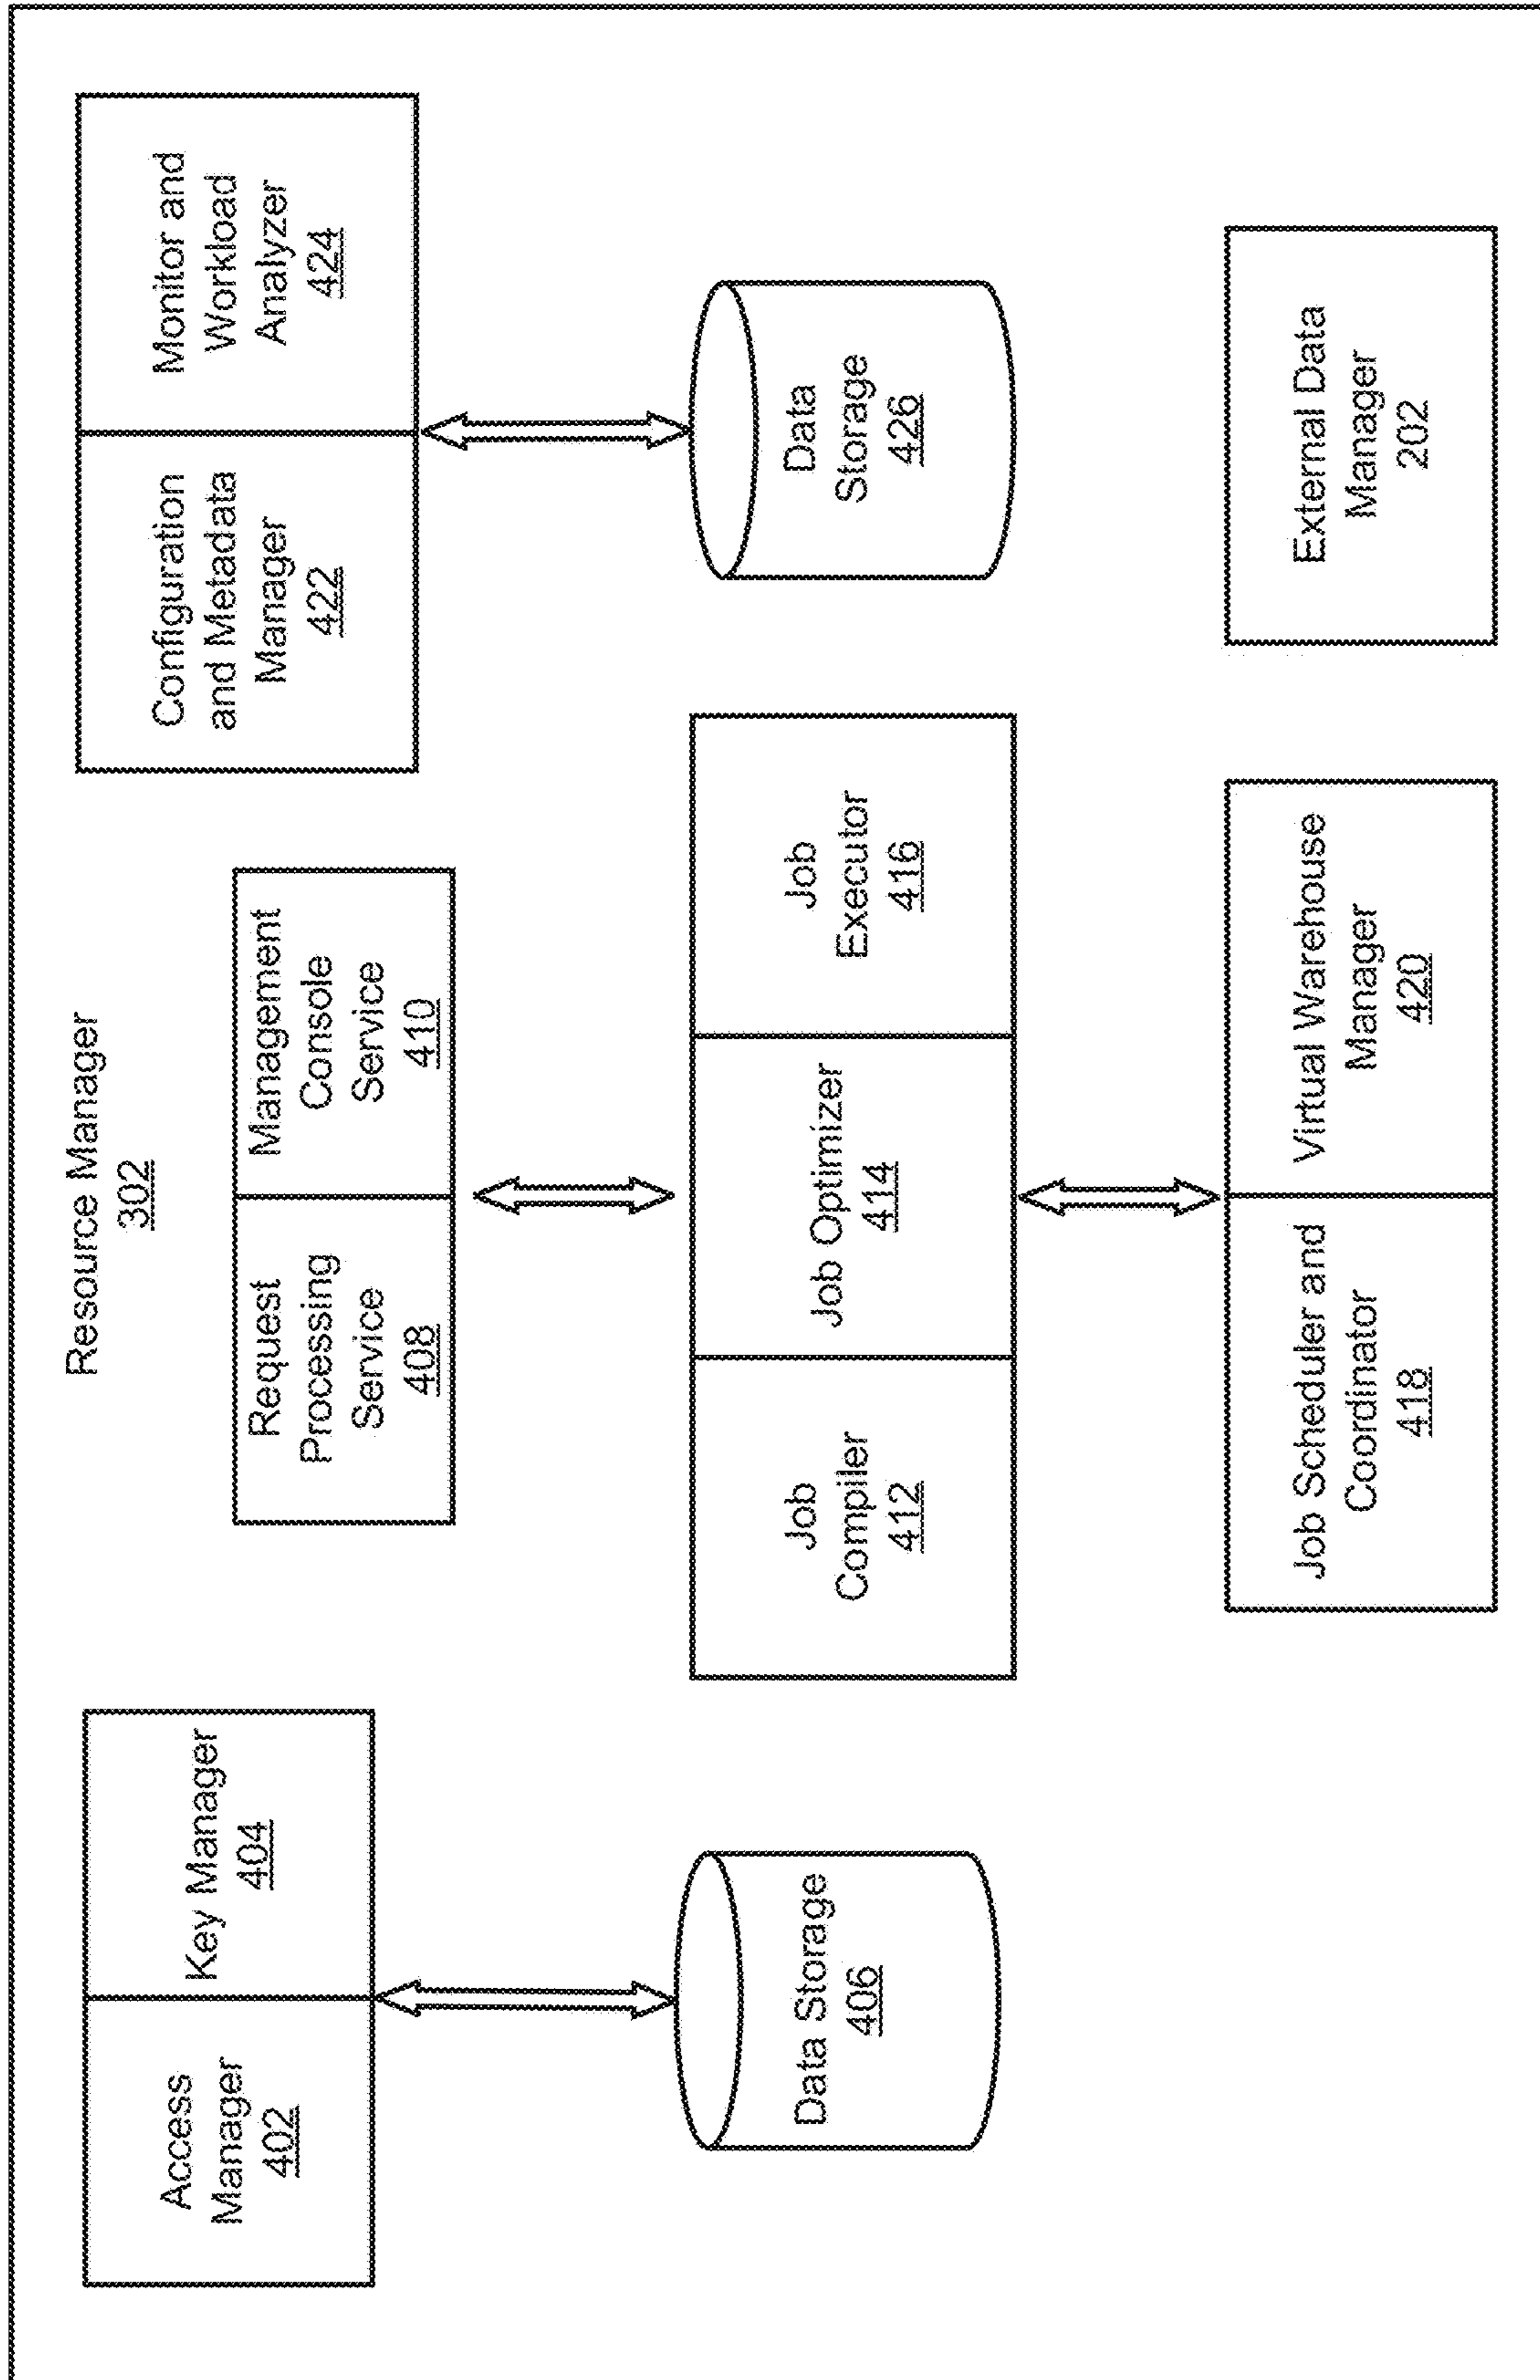 Resource Manager
302
Access
Manager
402
Key Manager
404
Data Storage
406
Request
Processing
Service
408
Management
Console
Service
410
Job
Compiler
412
Job Optimizer
414
Job
Executor
416
Job Scheduler and
Coordinator
418
Virtual Warehouse
Manager
420
Configuration
and Metadata
Manager
422
Monitor and
Workload
Analyzer
424
Data
Storage
426
External Data
Manager
202